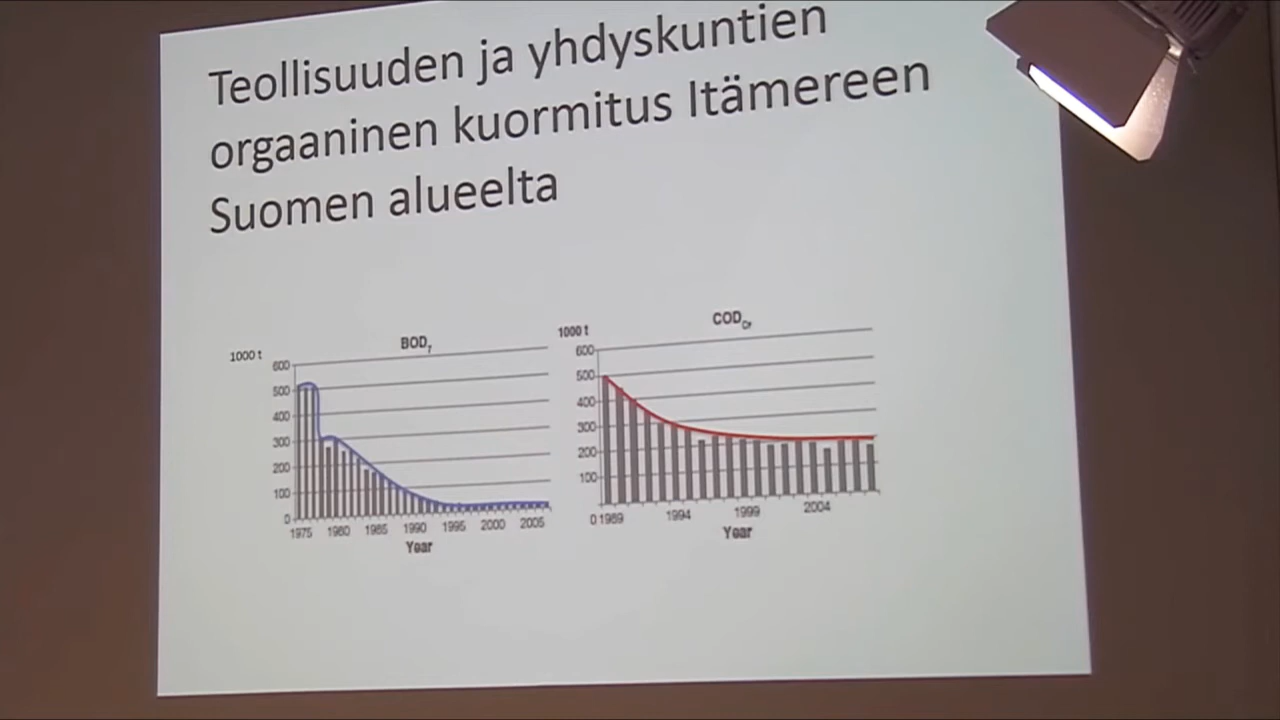 Teollisuuden ja yhdyskuntien
orgaaninen kuormitus Itämereen
Suomen alueelta
1000 t
BOD7
600
500
400
300
200
100
0
1975 1980 1985 1990 1995 2000 2005
Year
1000 t
CODCr
600
500
400
300
200
100
0 1989 1994 1999 2004
Year